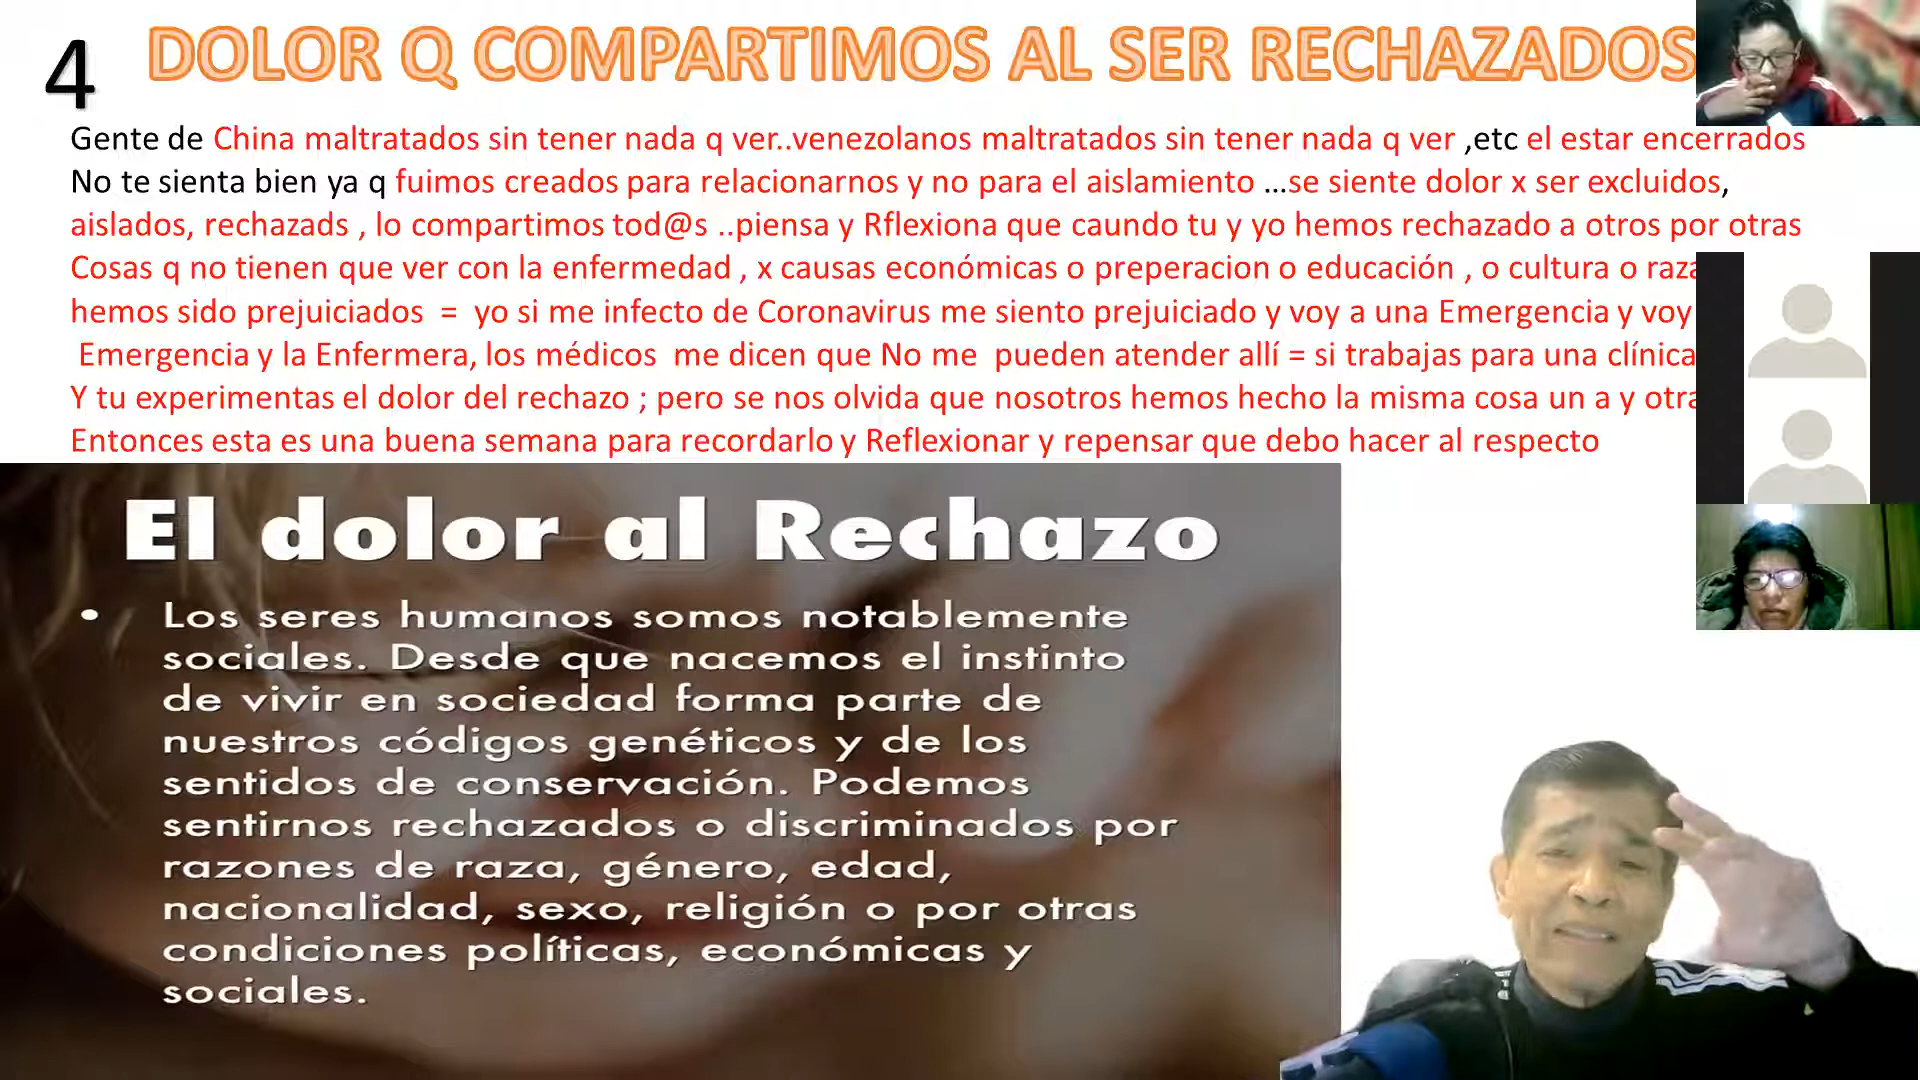 4 DOLOR Q COMPARTIMOS AL SER RECHAZADOS
Gente de China maltratados sin tener nada q ver..venezolanos maltratados sin tener nada q ver ,etc el estar encerrados
No te sienta bien ya q fuimos creados para relacionarnos y no para el aislamiento ...se siente dolor x ser excluidos,
aislados, rechazads , lo compartimos tod@s ..piensa y Rflexiona que caundo tu y yo hemos rechazado a otros por otras
Cosas q no tienen que ver con la enfermedad , x causas económicas o preperacion o educación , o cultura o raza
hemos sido prejuiciados = yo si me infecto de Coronavirus me siento prejuiciado y voy a una Emergencia y voy
Emergencia y la Enfermera, los médicos me dicen que No me pueden atender allí = si trabajas para una clínica
Y tu experimentas el dolor del rechazo ; pero se nos olvida que nosotros hemos hecho la misma cosa un a y otra
Entonces esta es una buena semana para recordarlo y Reflexionar y repensar que debo hacer al respecto
El dolor al Rechazo
• Los seres humanos somos notablemente
sociales. Desde que nacemos el instinto
de vivir en sociedad forma parte de
nuestros códigos genéticos y de los
sentidos de conservación. Podemos
sentirnos rechazados o discriminados por
razones de raza, género, edad,
nacionalidad, sexo, religión o por otras
condiciones políticas, económicas y
sociales.